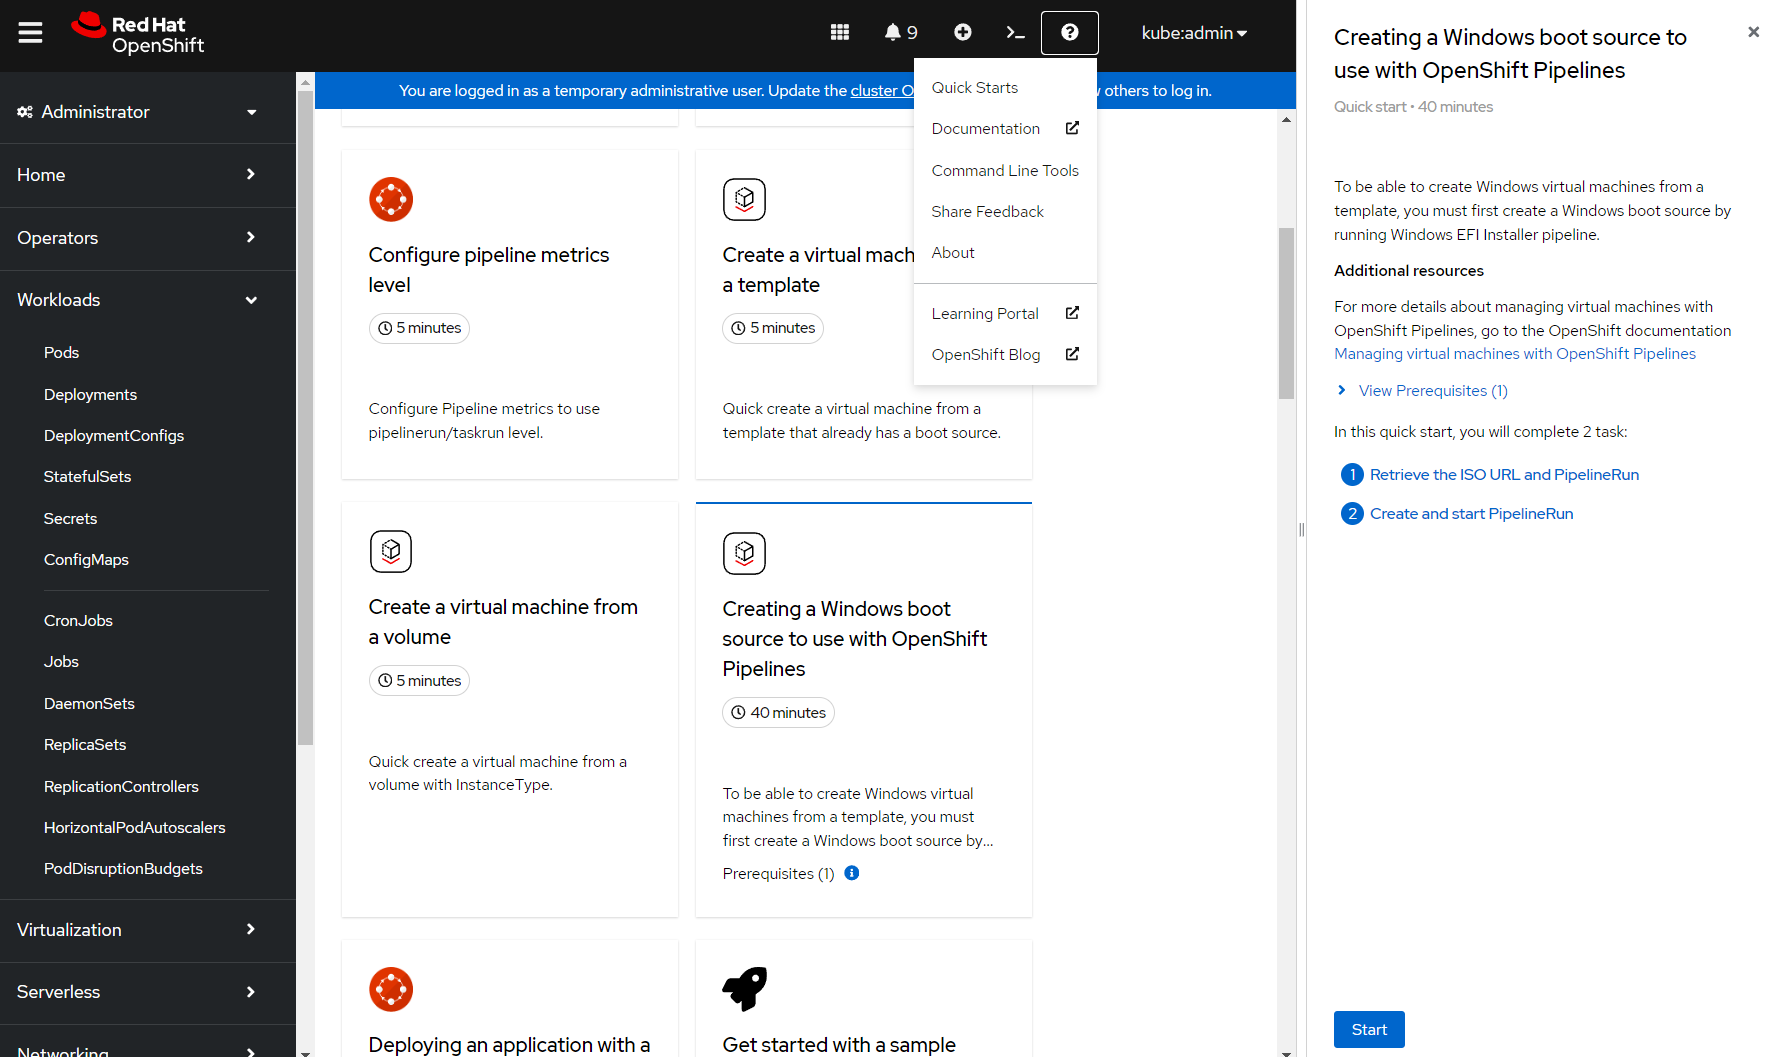 Red Hat
OpenShift
9
kube:admin
You are logged in as a temporary administrative user. Update the cluster O
others to log in.
Administrator
Home
Operators
Workloads
Pods
Deployments
DeploymentConfigs
StatefulSets
Secrets
ConfigMaps
CronJobs
Jobs
DaemonSets
ReplicaSets
ReplicationControllers
HorizontalPodAutoscalers
PodDisruptionBudgets
Virtualization
Serverless
Networking
Quick Starts
Documentation
Command Line Tools
Share Feedback
About
Learning Portal
OpenShift Blog
Configure pipeline metrics
level
5 minutes
Configure Pipeline metrics to use
pipelinerun/taskrun level.
Create a virtual mach
a template
5 minutes
Quick create a virtual machine from a
template that already has a boot source.
Create a virtual machine from
a volume
5 minutes
Quick create a virtual machine from a
volume with InstanceType.
Creating a Windows boot
source to use with OpenShift
Pipelines
40 minutes
To be able to create Windows virtual
machines from a template, you must
first create a Windows boot source by...
Prerequisites (1)
Deploying an application with a
Get started with a sample
Creating a Windows boot source to
use with OpenShift Pipelines
Quick start • 40 minutes
To be able to create Windows virtual machines from a
template, you must first create a Windows boot source by
running Windows EFI Installer pipeline.
Additional resources
For more details about managing virtual machines with
OpenShift Pipelines, go to the OpenShift documentation
Managing virtual machines with OpenShift Pipelines
View Prerequisites (1)
In this quick start, you will complete 2 task:
1 Retrieve the ISO URL and PipelineRun
2 Create and start PipelineRun
Start